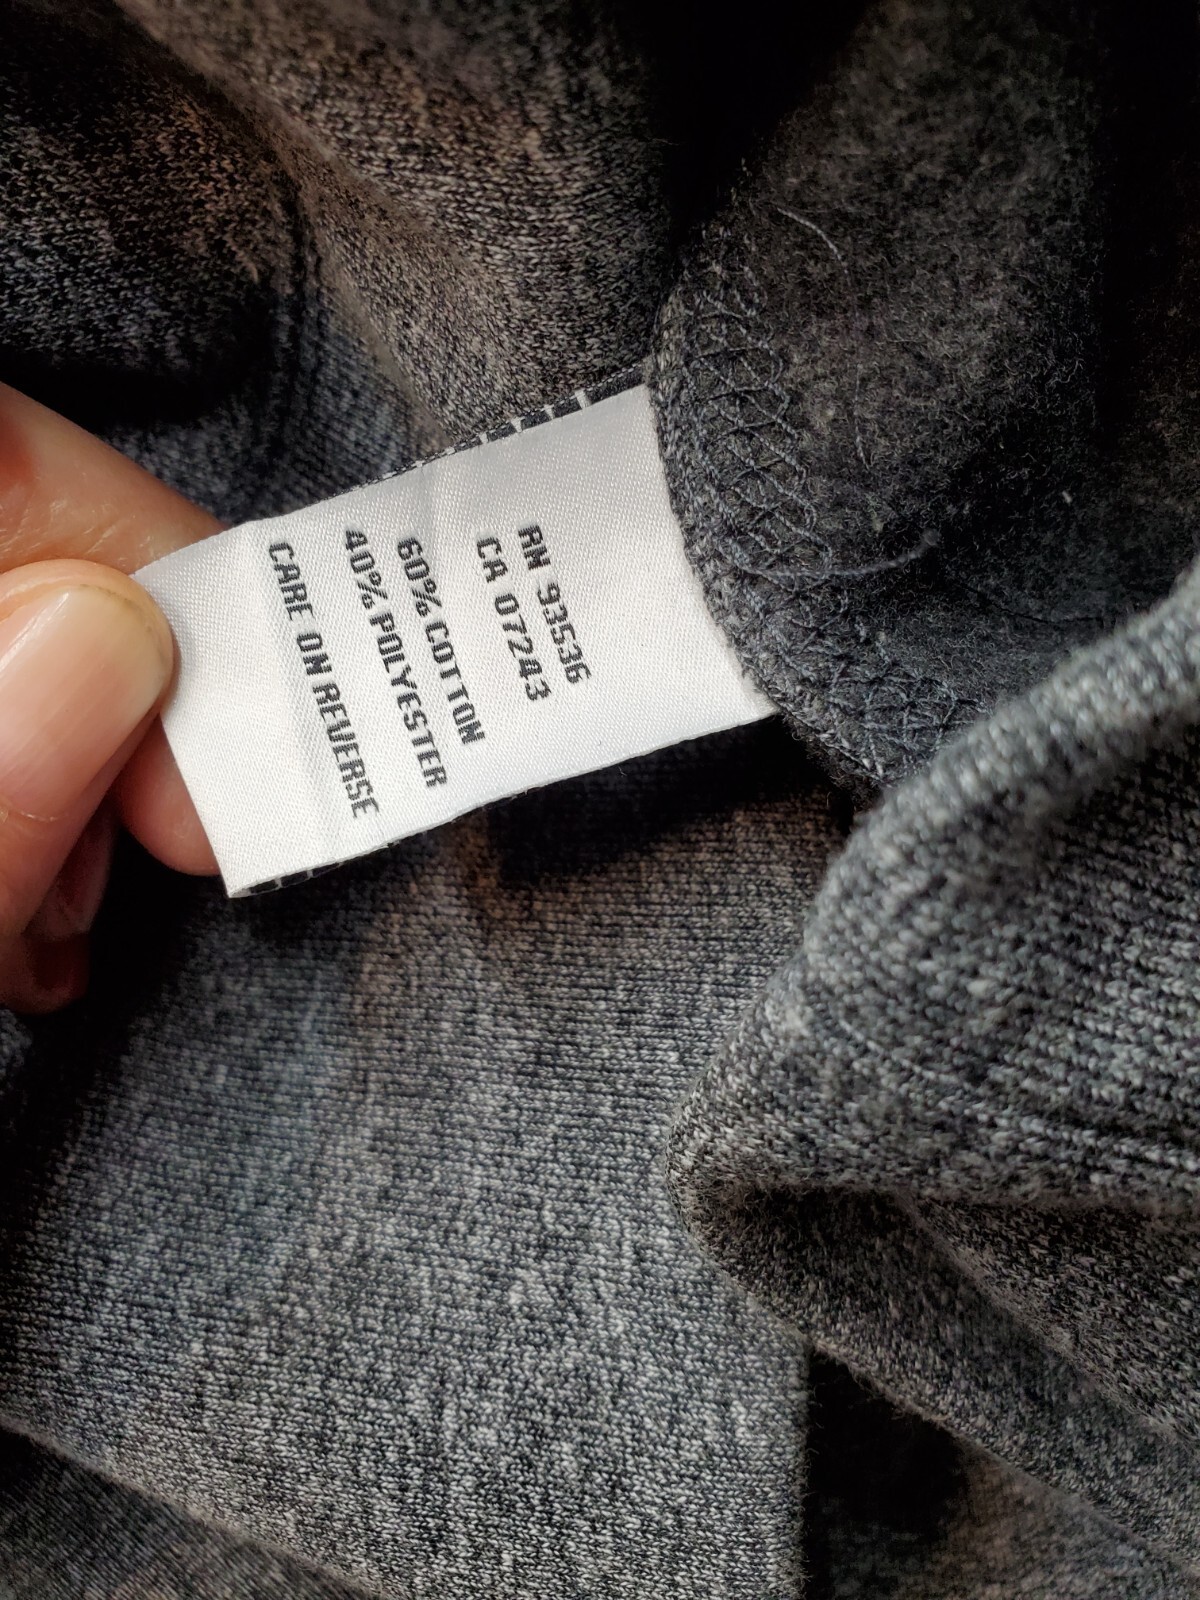 RN 93536
CA 07243
60% COTTON
40% POLYESTER
CARE ON REVERSE